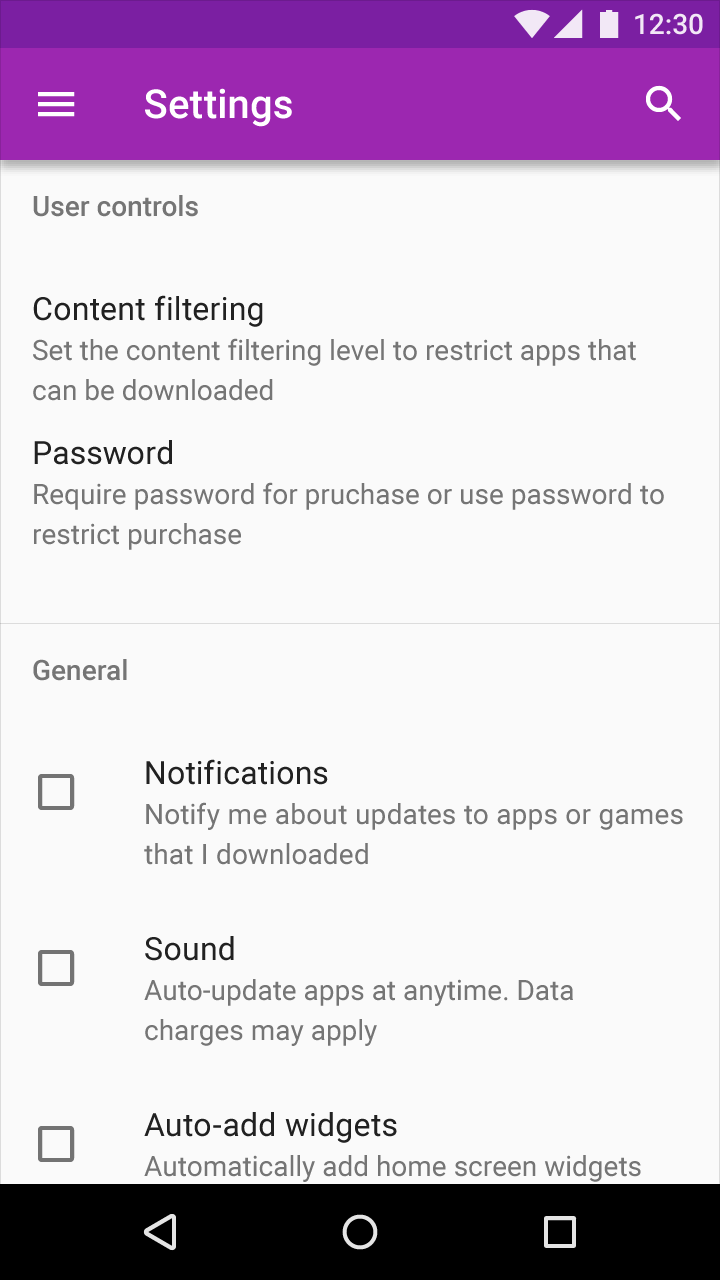 12:30
Settings
User controls
Content filtering
Set the content filtering level to restrict apps that
can be downloaded
Password
Require password for pruchase or use password to
restrict purchase
General
Notifications
Notify me about updates to apps or games
that I downloaded
Sound
Auto-update apps at anytime. Data
charges may apply
Auto-add widgets
Automatically add home screen widgets